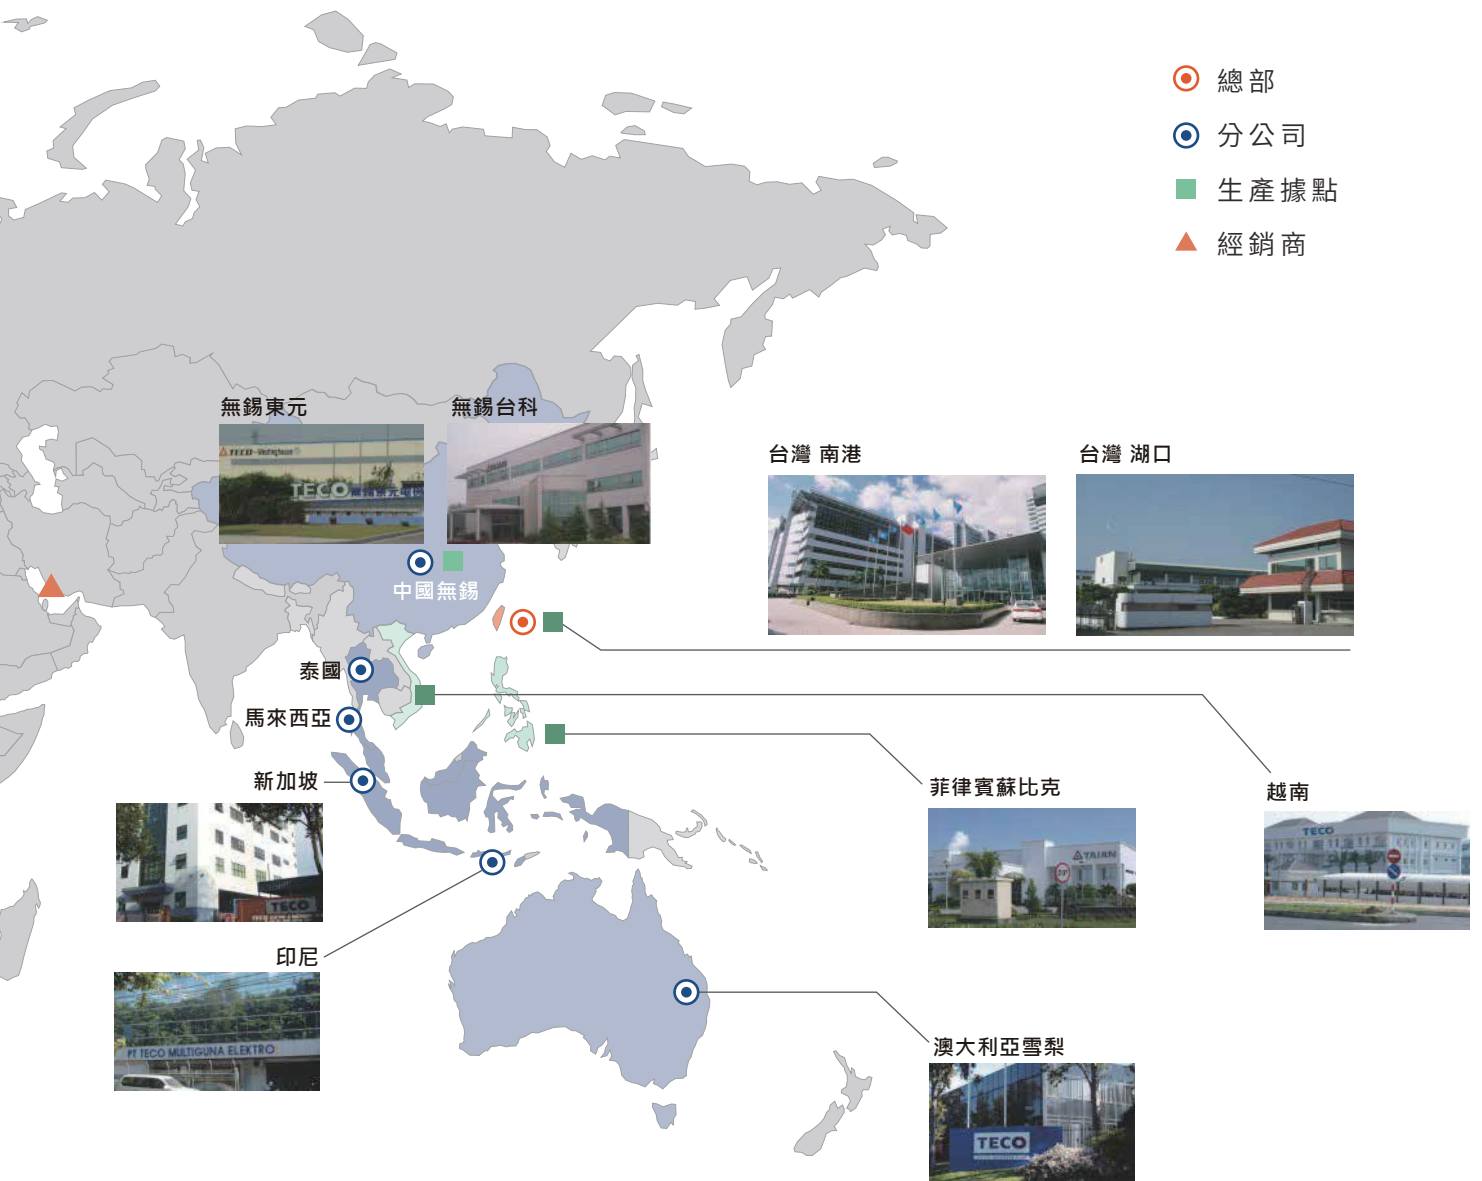 總部
分公司
生產據點
經銷商
無錫東元
無錫台科
TECO-Westinghouse
TECO
台灣 南港
台灣 湖口
中國無錫
泰國
馬來西亞
新加坡
TECO
菲律賓蘇比克
TAIAN
越南
TECO
印尼
PT TECO MULTIGUNA ELEKTRO
澳大利亞雪梨
TECO